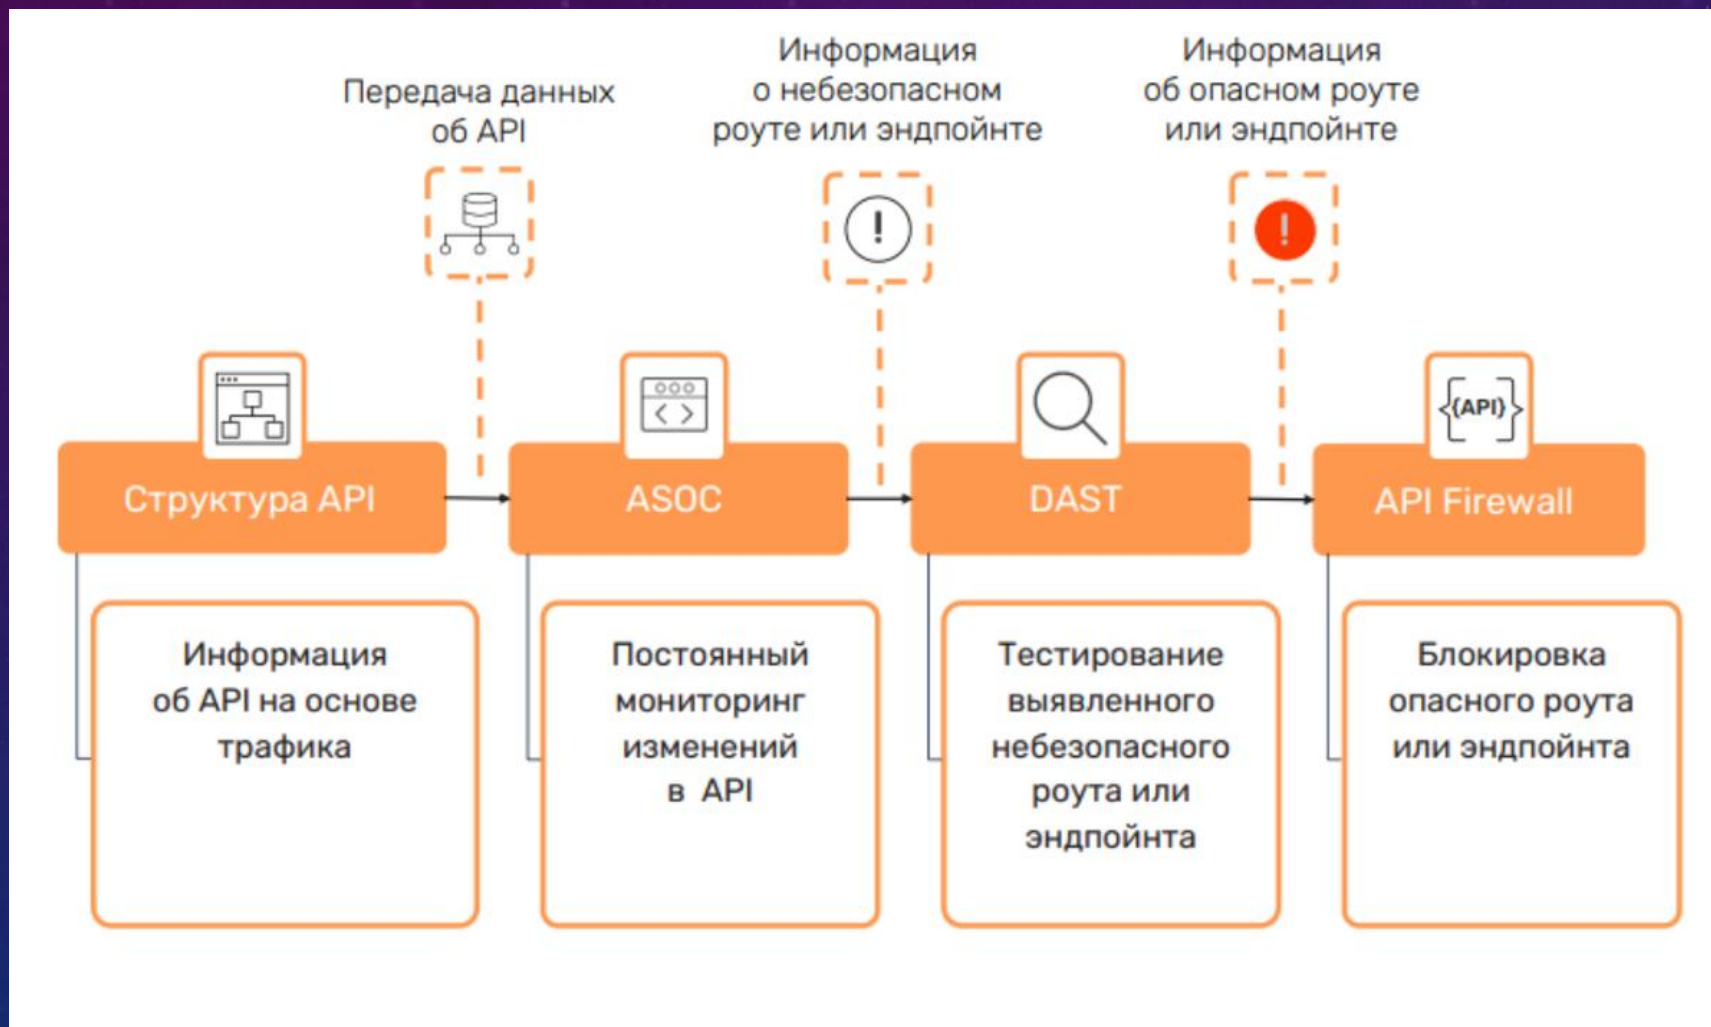 Передача данных
об API
Информация
о небезопасном
роуте или эндпойнте
Информация
об опасном роуте
или эндпойнте
Структура API
ASOC
DAST
{API}
API Firewall
Информация
об API на основе
трафика
Постоянный
мониторинг
изменений
в API
Тестирование
выявленного
небезопасного
роута или
эндпойнта
Блокировка
опасного роута
или эндпойнта